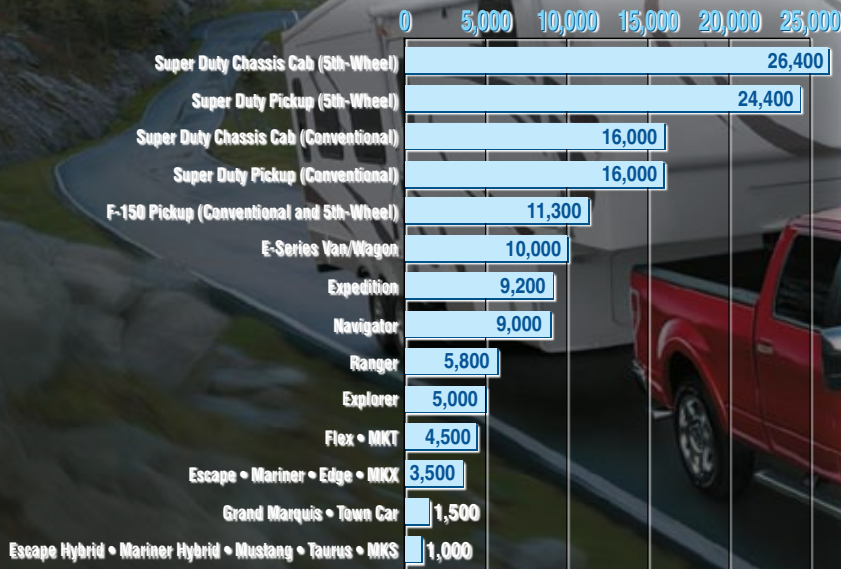 0 5,000 10,000 15,000 20,000 25,000
Super Duty Chassis Cab (5th-Wheel) 26,400
Super Duty Pickup (5th-Wheel) 24,400
Super Duty Chassis Cab (Conventional) 16,000
Super Duty Pickup (Conventional) 16,000
F-150 Pickup (Conventional and 5th-Wheel) 11,300
E-Series Van/Wagon 10,000
Expedition 9,200
Navigator 9,000
Ranger 5,800
Explorer 5,000
Flex • MKT 4,500
Escape • Mariner • Edge • MKX 3,500
Grand Marquis • Town Car 1,500
Escape Hybrid • Mariner Hybrid • Mustang • Taurus • MKS 1,000